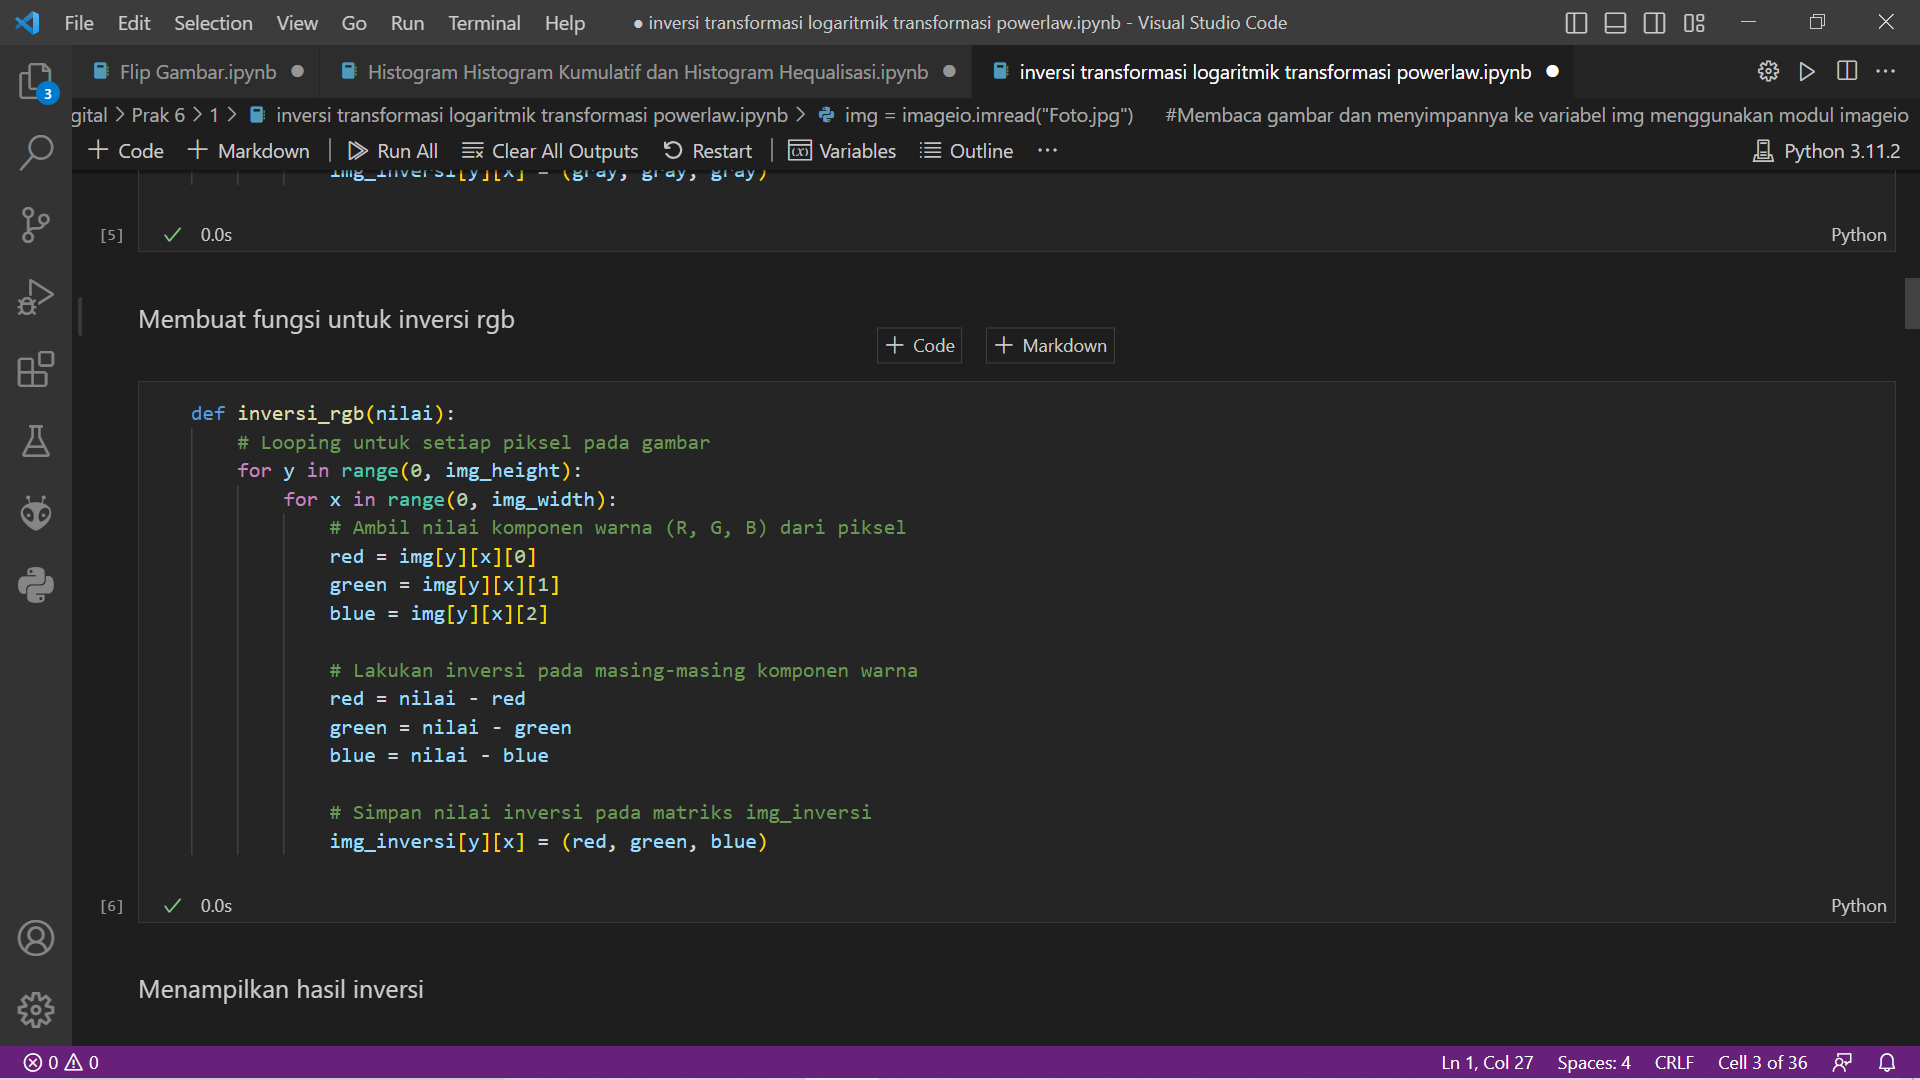 File Edit Selection View Go Run Terminal Help ● inversi transformasi logaritmik transformasi powerlaw.ipynb - Visual Studio Code
Flip Gambar.ipynb ● Histogram Histogram Kumulatif dan Histogram Hequalisasi.ipynb ● inversi transformasi logaritmik transformasi powerlaw.ipynb ● ···
3
gital > Prak 6 > 1 > inversi transformasi logaritmik transformasi powerlaw.ipynb > img = imageio.imread("Foto.jpg") #Membaca gambar dan menyimpannya ke variabel img menggunakan modul imageio
+ Code + Markdown | Run All Clear All Outputs Restart | Variables Outline ··· Python 3.11.2
img_inversi[y][x] = (gray, gray, gray)
[5] ✓ 0.0s Python
Membuat fungsi untuk inversi rgb
+ Code + Markdown
def inversi_rgb(nilai):
    # Looping untuk setiap piksel pada gambar
    for y in range(0, img_height):
        for x in range(0, img_width):
            # Ambil nilai komponen warna (R, G, B) dari piksel
            red = img[y][x][0]
            green = img[y][x][1]
            blue = img[y][x][2]
            # Lakukan inversi pada masing-masing komponen warna
            red = nilai - red
            green = nilai - green
            blue = nilai - blue
            # Simpan nilai inversi pada matriks img_inversi
            img_inversi[y][x] = (red, green, blue)
[6] ✓ 0.0s Python
Menampilkan hasil inversi
0 0 Ln 1, Col 27 Spaces: 4 CRLF Cell 3 of 36